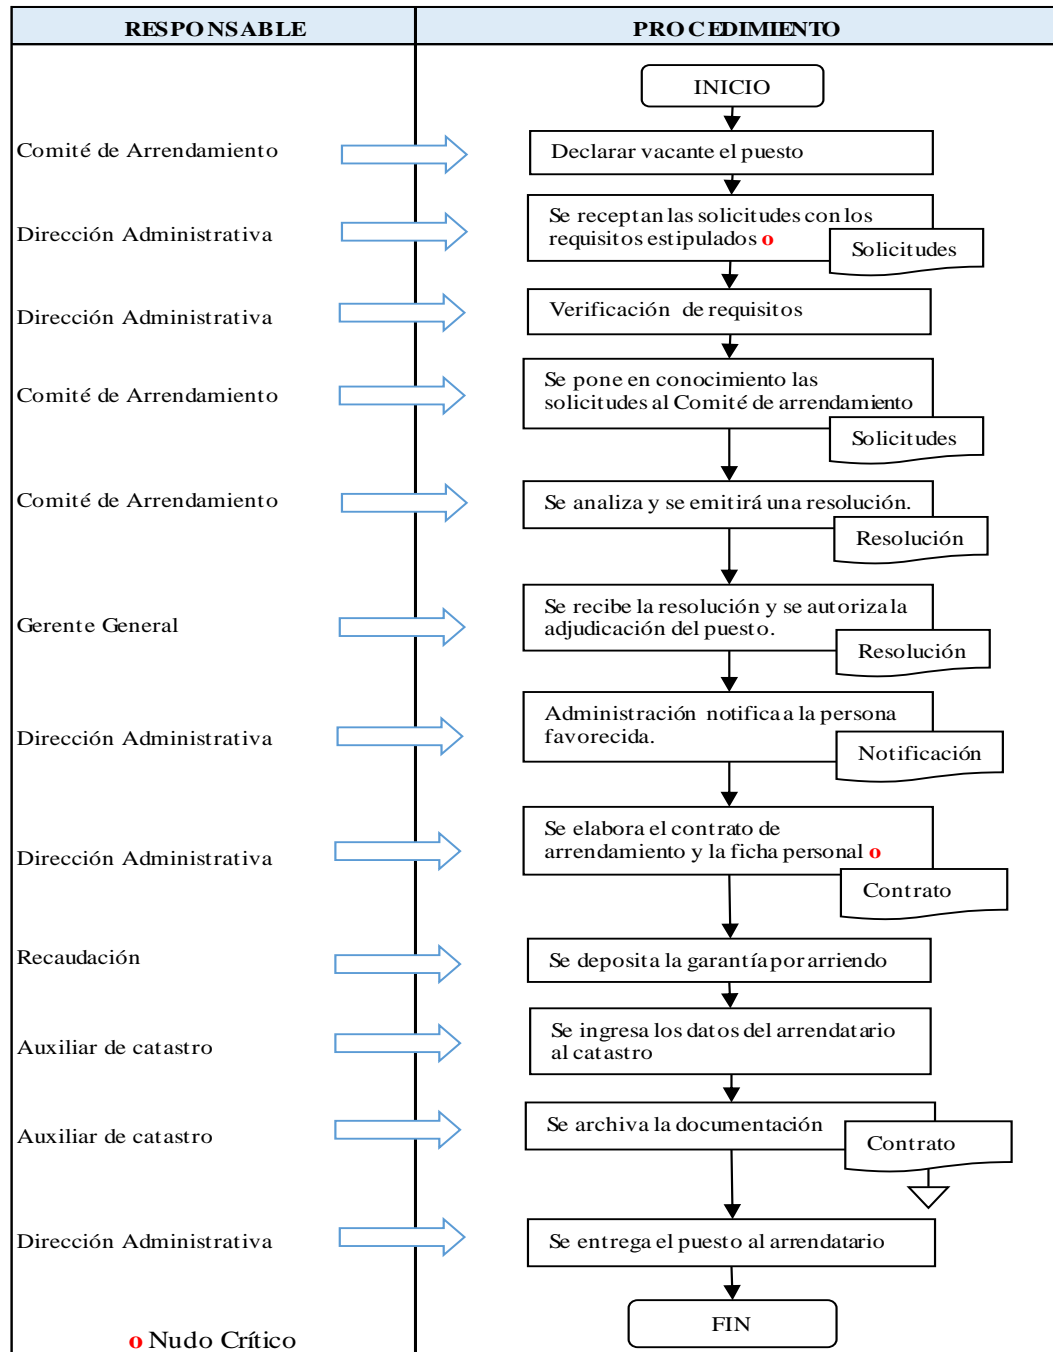 RESPONSABLE
PROCEDIMIENTO
INICIO
Comité de Arrendamiento
Declarar vacante el puesto
Dirección Administrativa
Se receptan las solicitudes con los
requisitos estipulados o
Solicitudes
Dirección Administrativa
Verificación de requisitos
Comité de Arrendamiento
Se pone en conocimiento las
solicitudes al Comité de arrendamiento
Solicitudes
Comité de Arrendamiento
Se analiza y se emitirá una resolución.
Resolución
Gerente General
Se recibe la resolución y se autoriza la
adjudicación del puesto.
Resolución
Dirección Administrativa
Administración notifica a la persona
favorecida.
Notificación
Dirección Administrativa
Se elabora el contrato de
arrendamiento y la ficha personal o
Contrato
Recaudación
Se deposita la garantía por arriendo
Auxiliar de catastro
Se ingresa los datos del arrendatario
al catastro
Auxiliar de catastro
Se archiva la documentación
Contrato
Dirección Administrativa
Se entrega el puesto al arrendatario
FIN
o Nudo Crítico